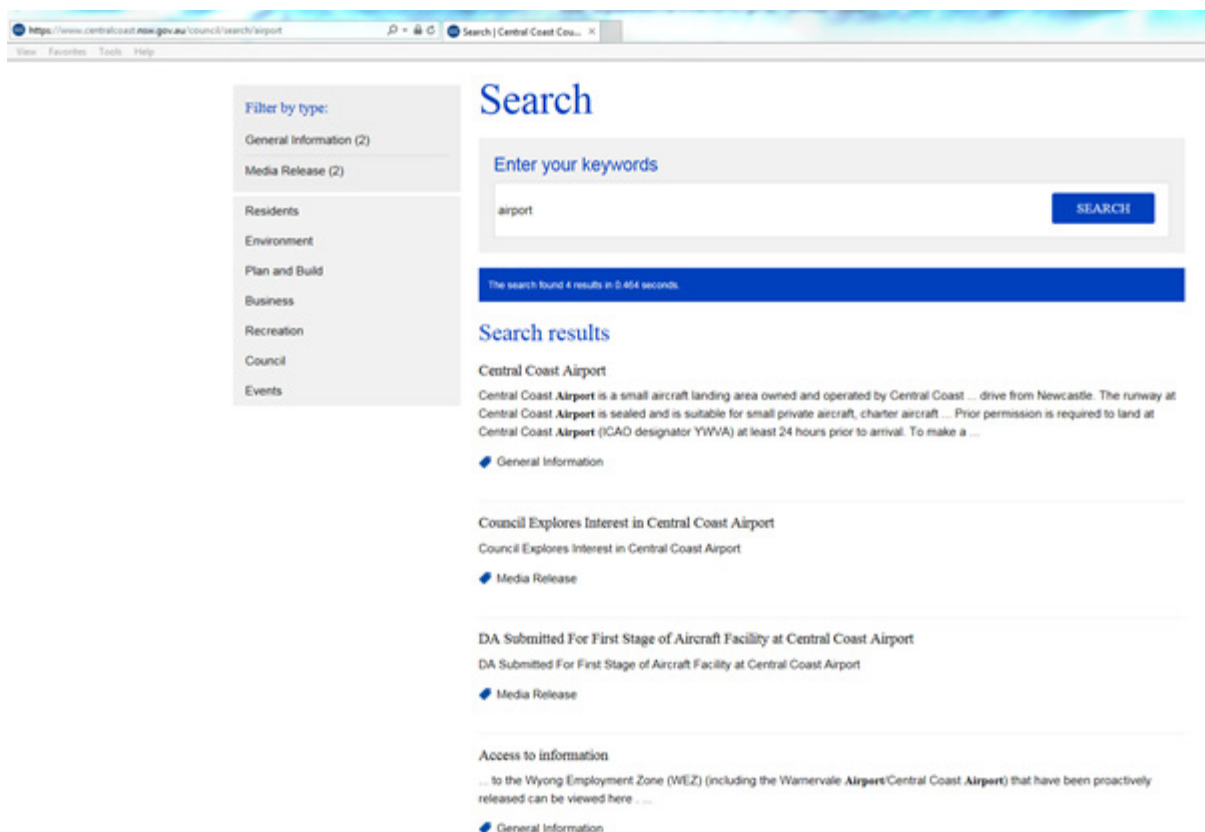 https://www.centralcoast.nsw.gov.au/council/search/airport
Search | Central Coast Cou...
View Favorites Tools Help
Filter by type:
General Information (2)
Media Release (2)
Residents
Environment
Plan and Build
Business
Recreation
Council
Events
Search
Enter your keywords
airport
SEARCH
The search found 4 results in 0.464 seconds.
Search results
Central Coast Airport
Central Coast Airport is a small aircraft landing area owned and operated by Central Coast ... drive from Newcastle. The runway at
Central Coast Airport is sealed and is suitable for small private aircraft, charter aircraft ... Prior permission is required to land at
Central Coast Airport (ICAO designator YWVA) at least 24 hours prior to arrival. To make a ...
General Information
Council Explores Interest in Central Coast Airport
Council Explores Interest in Central Coast Airport
Media Release
DA Submitted For First Stage of Aircraft Facility at Central Coast Airport
DA Submitted For First Stage of Aircraft Facility at Central Coast Airport
Media Release
Access to information
... to the Wyong Employment Zone (WEZ) (including the Warnervale Airport/Central Coast Airport) that have been proactively
released can be viewed here . ...
General Information